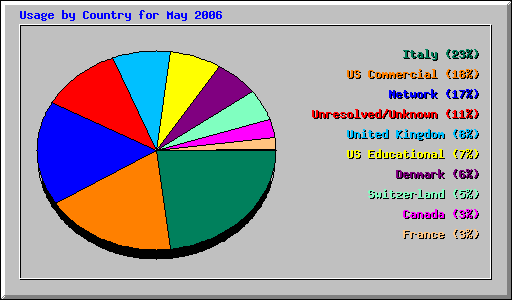 Usage by Country for May 2006
Italy (23%)
US Commercial (18%)
Network (17%)
Unresolved/Unknown (11%)
United Kingdom (8%)
US Educational (7%)
Denmark (6%)
Switzerland (5%)
Canada (3%)
France (3%)